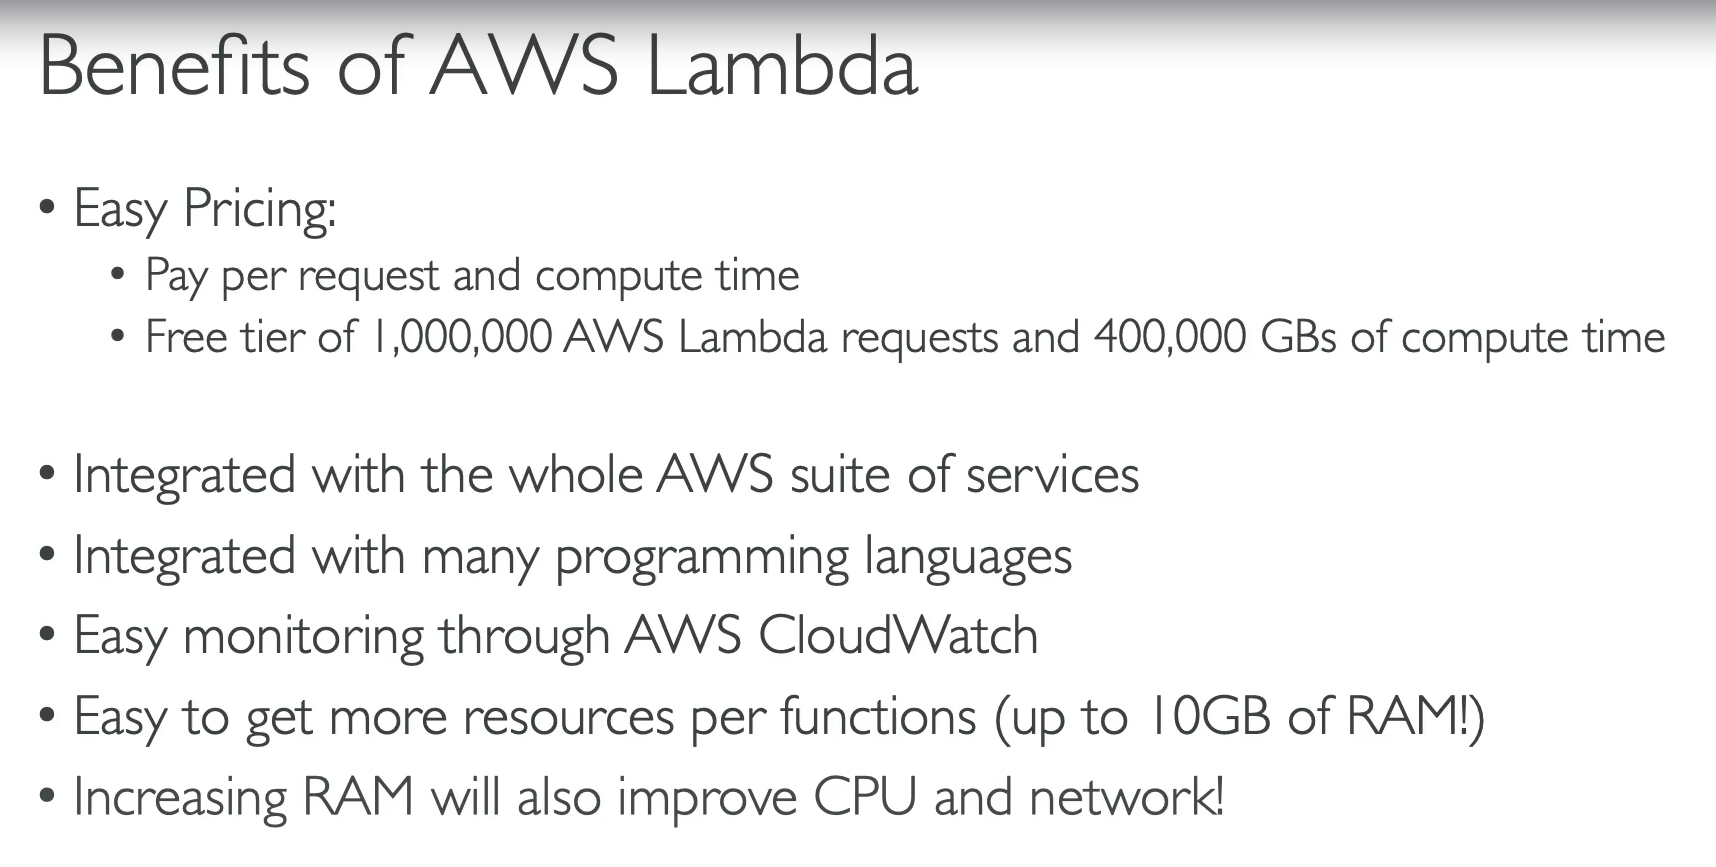 Benefits of AWS Lambda
• Easy Pricing:
• Pay per request and compute time
• Free tier of 1,000,000 AWS Lambda requests and 400,000 GBs of compute time
• Integrated with the whole AWS suite of services
• Integrated with many programming languages
• Easy monitoring through AWS CloudWatch
• Easy to get more resources per functions (up to 10GB of RAM!)
• Increasing RAM will also improve CPU and network!